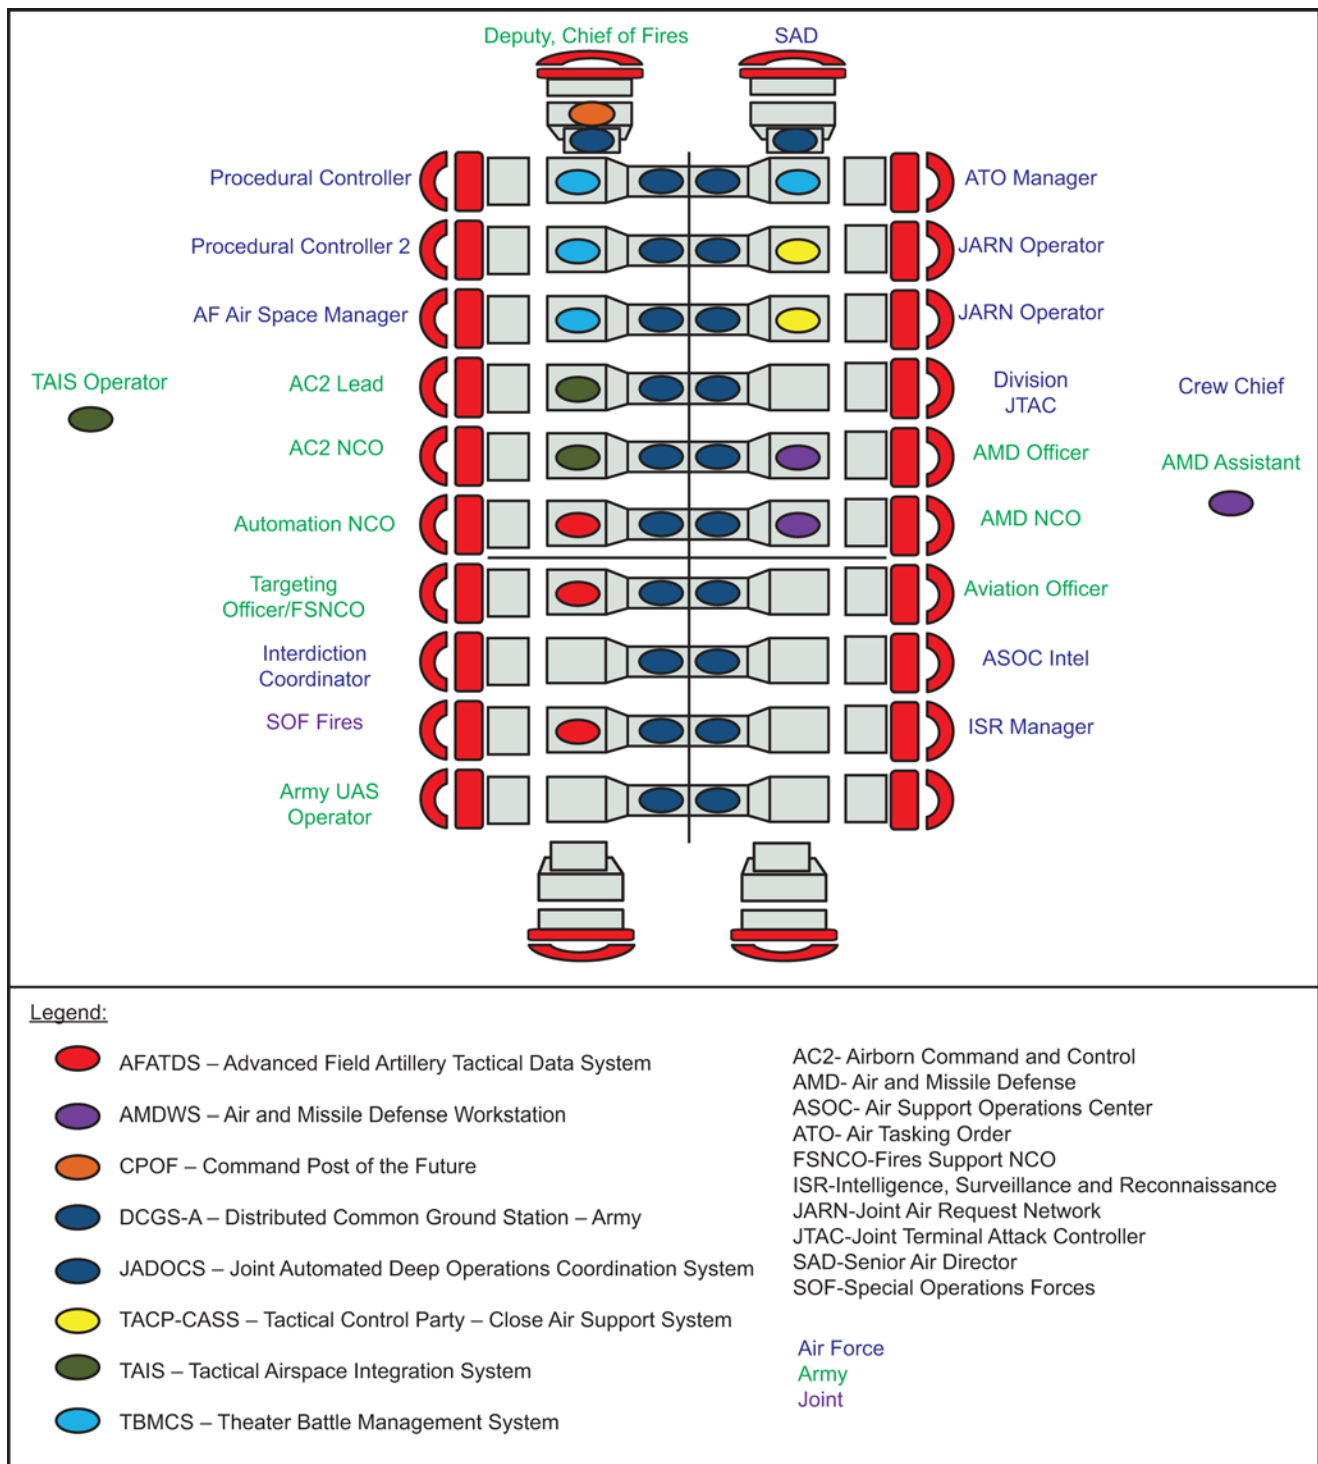 Deputy, Chief of Fires
SAD
Procedural Controller
ATO Manager
Procedural Controller 2
JARN Operator
AF Air Space Manager
JARN Operator
TAIS Operator
AC2 Lead
Division
JTAC
Crew Chief
AC2 NCO
AMD Officer
AMD Assistant
Automation NCO
AMD NCO
Targeting
Officer/FSNCO
Aviation Officer
Interdiction
Coordinator
ASOC Intel
SOF Fires
ISR Manager
Army UAS
Operator
Legend:
AFATDS – Advanced Field Artillery Tactical Data System
AMDWS – Air and Missile Defense Workstation
CPOF – Command Post of the Future
DCGS-A – Distributed Common Ground Station – Army
JADOCS – Joint Automated Deep Operations Coordination System
TACP-CASS – Tactical Control Party – Close Air Support System
TAIS – Tactical Airspace Integration System
TBMCS – Theater Battle Management System
AC2- Airborn Command and Control
AMD- Air and Missile Defense
ASOC- Air Support Operations Center
ATO- Air Tasking Order
FSNCO-Fires Support NCO
ISR-Intelligence, Surveillance and Reconnaissance
JARN-Joint Air Request Network
JTAC-Joint Terminal Attack Controller
SAD-Senior Air Director
SOF-Special Operations Forces
Air Force
Army
Joint